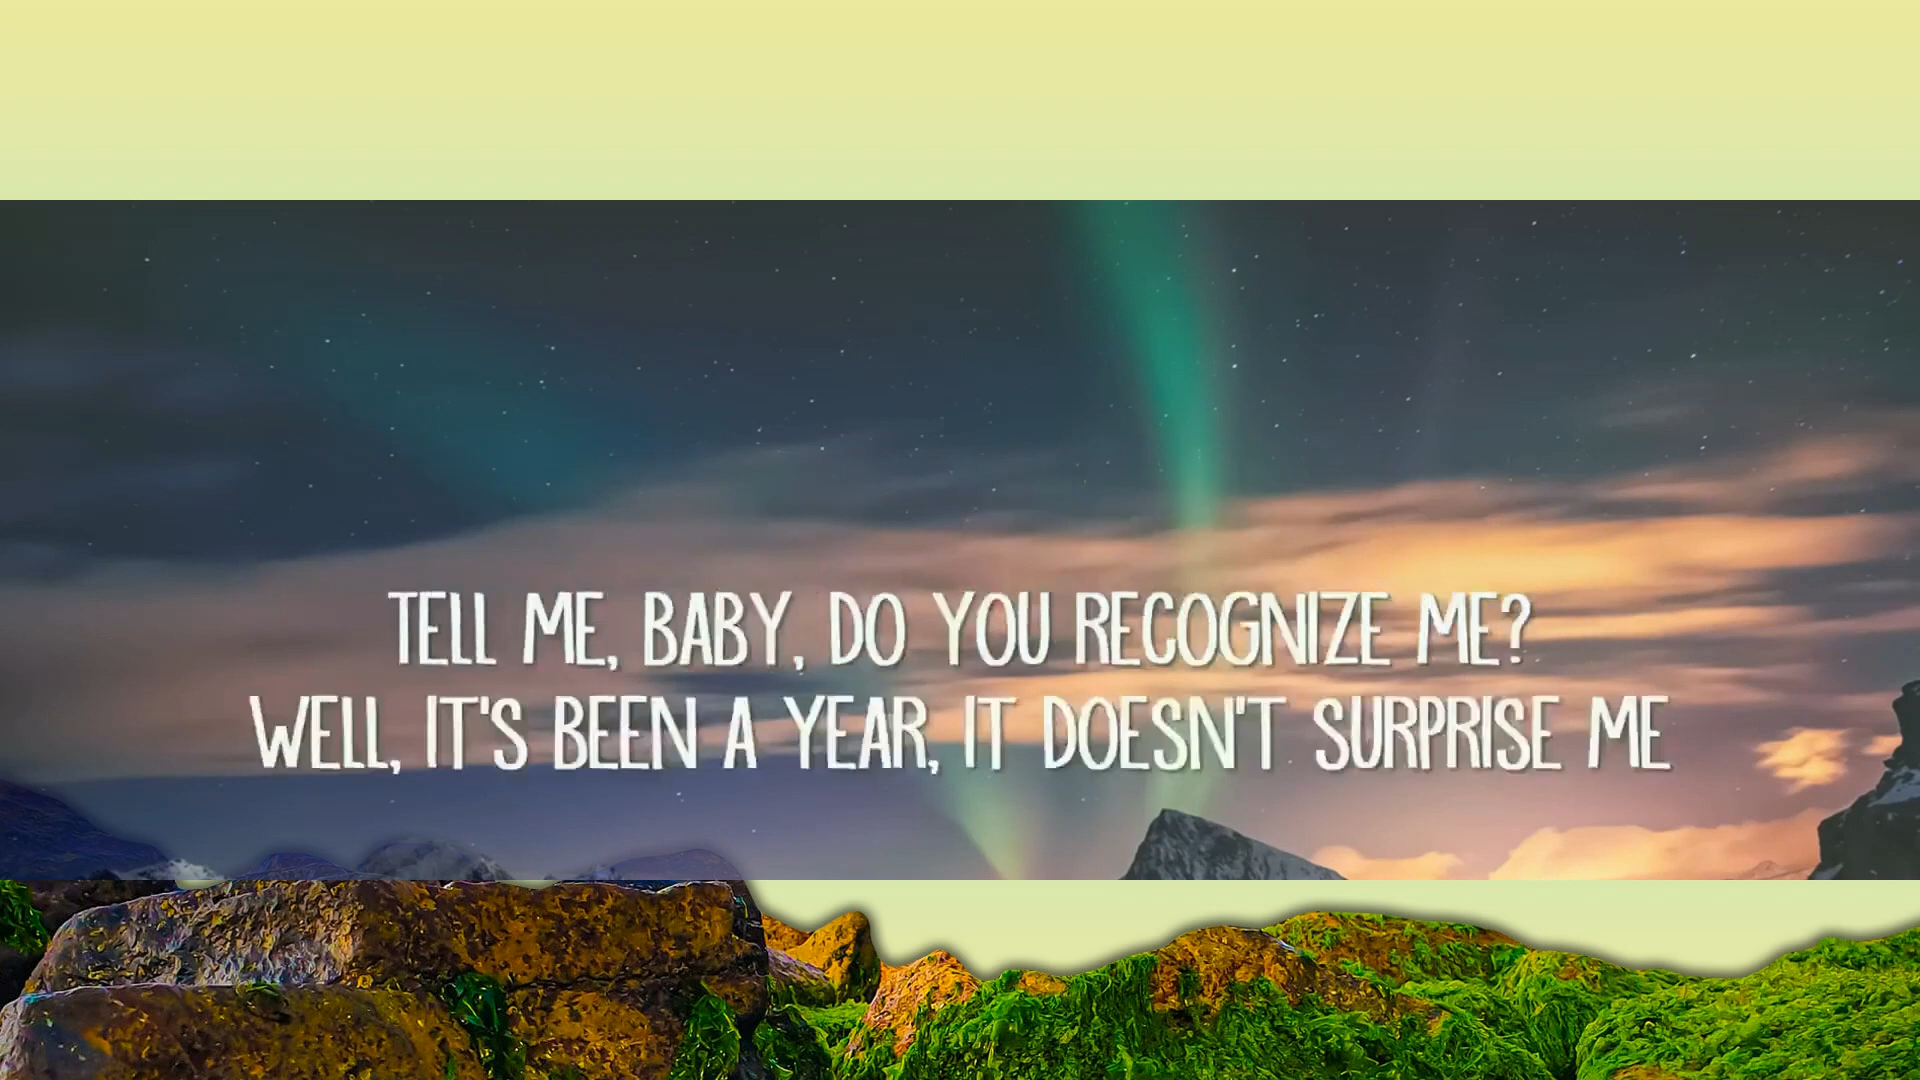 TELL ME, BABY, DO YOU RECOGNIZE ME?
WELL, IT'S BEEN A YEAR, IT DOESN'T SURPRISE ME